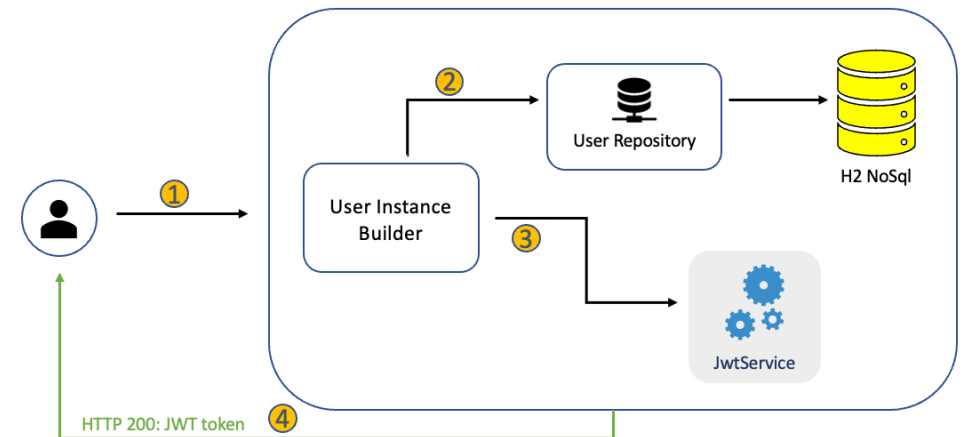 2
User Repository
H2 NoSql
1
User Instance
Builder
3
JwtService
HTTP 200: JWT token
4